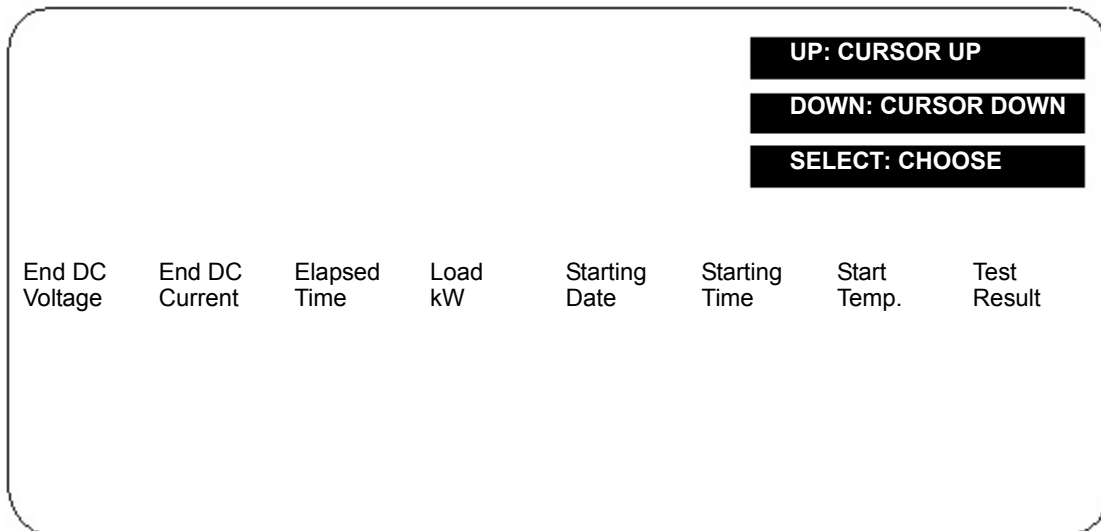 UP: CURSOR UP
DOWN: CURSOR DOWN
SELECT: CHOOSE
End DC Voltage
End DC Current
Elapsed Time
Load kW
Starting Date
Starting Time
Start Temp.
Test Result